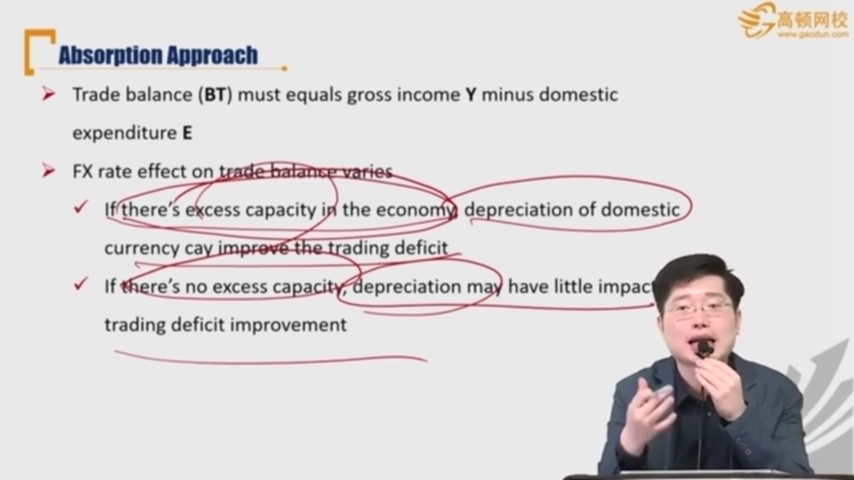 高顿网校
www.gaodun.com
Absorption Approach
Trade balance (BT) must equals gross income Y minus domestic
expenditure E
FX rate effect on trade balance varies
If there's excess capacity in the economy, depreciation of domestic
currency cay improve the trading deficit
If there's no excess capacity, depreciation may have little impac
trading deficit improvement